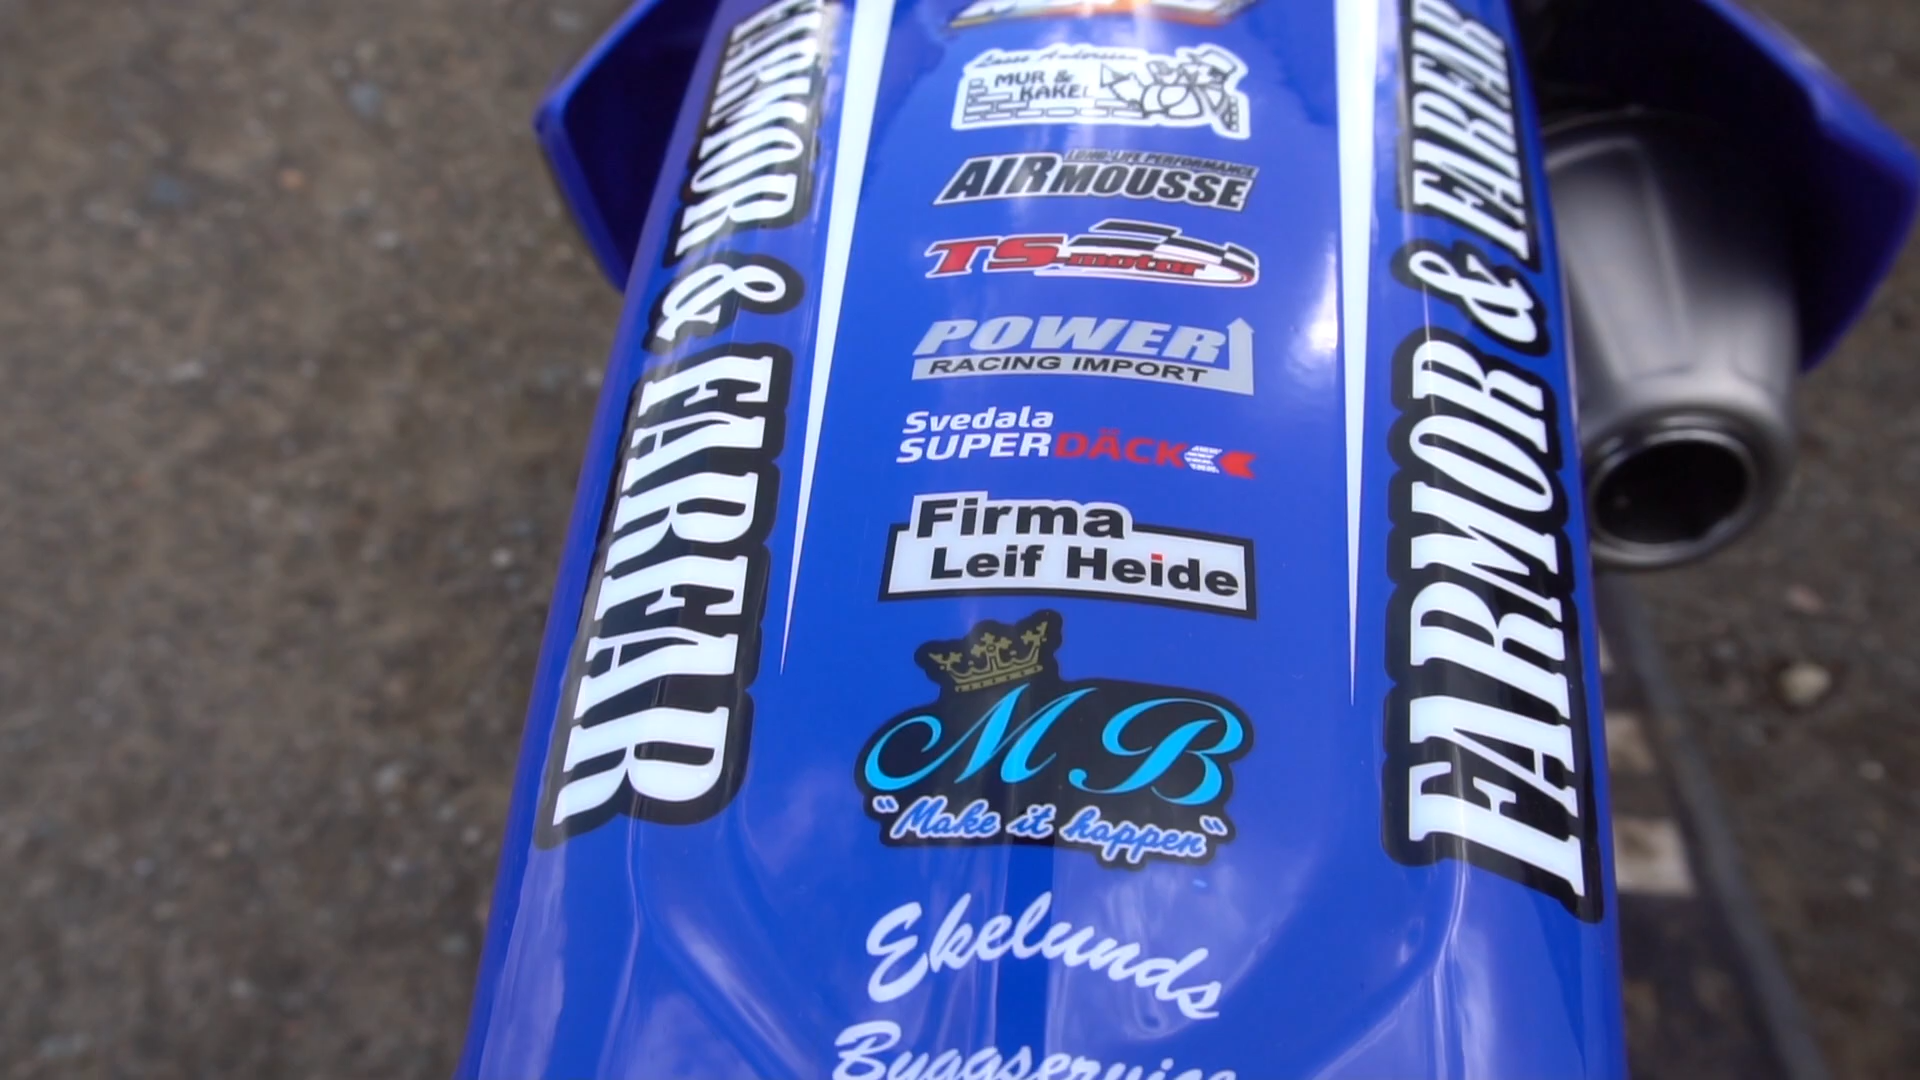 FARMOR & FARFAR
Lasse Andersson
MUR &
KAKEL
LONG-LIFE PERFORMANCE
AIRMOUSSE
TS motor
POWER
RACING IMPORT
Svedala
SUPERDÄCK
Firma
Leif Heide
MB
"Make it happen"
Ekelunds
Byggservice
FARMOR & FARFAR